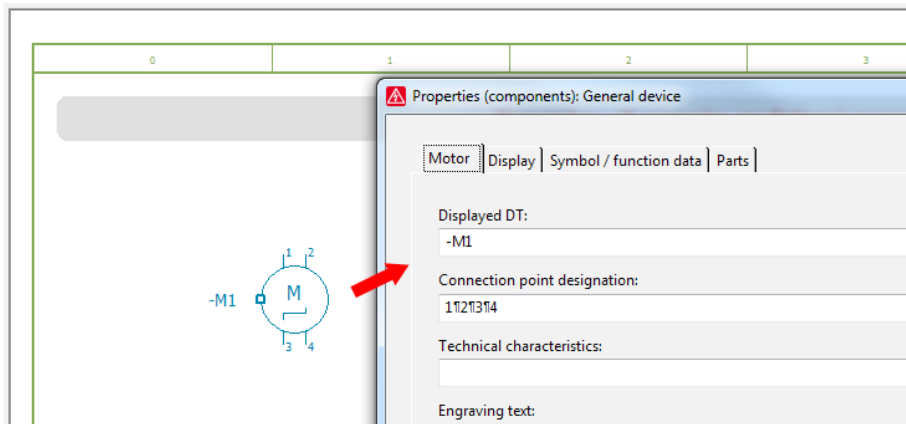 0 1 2 3
Properties (components): General device
Motor Display Symbol / function data Parts
Displayed DT:
-M1
Connection point designation:
1¶2¶3¶4
Technical characteristics:
Engraving text:
1 2
-M1 M
3 4